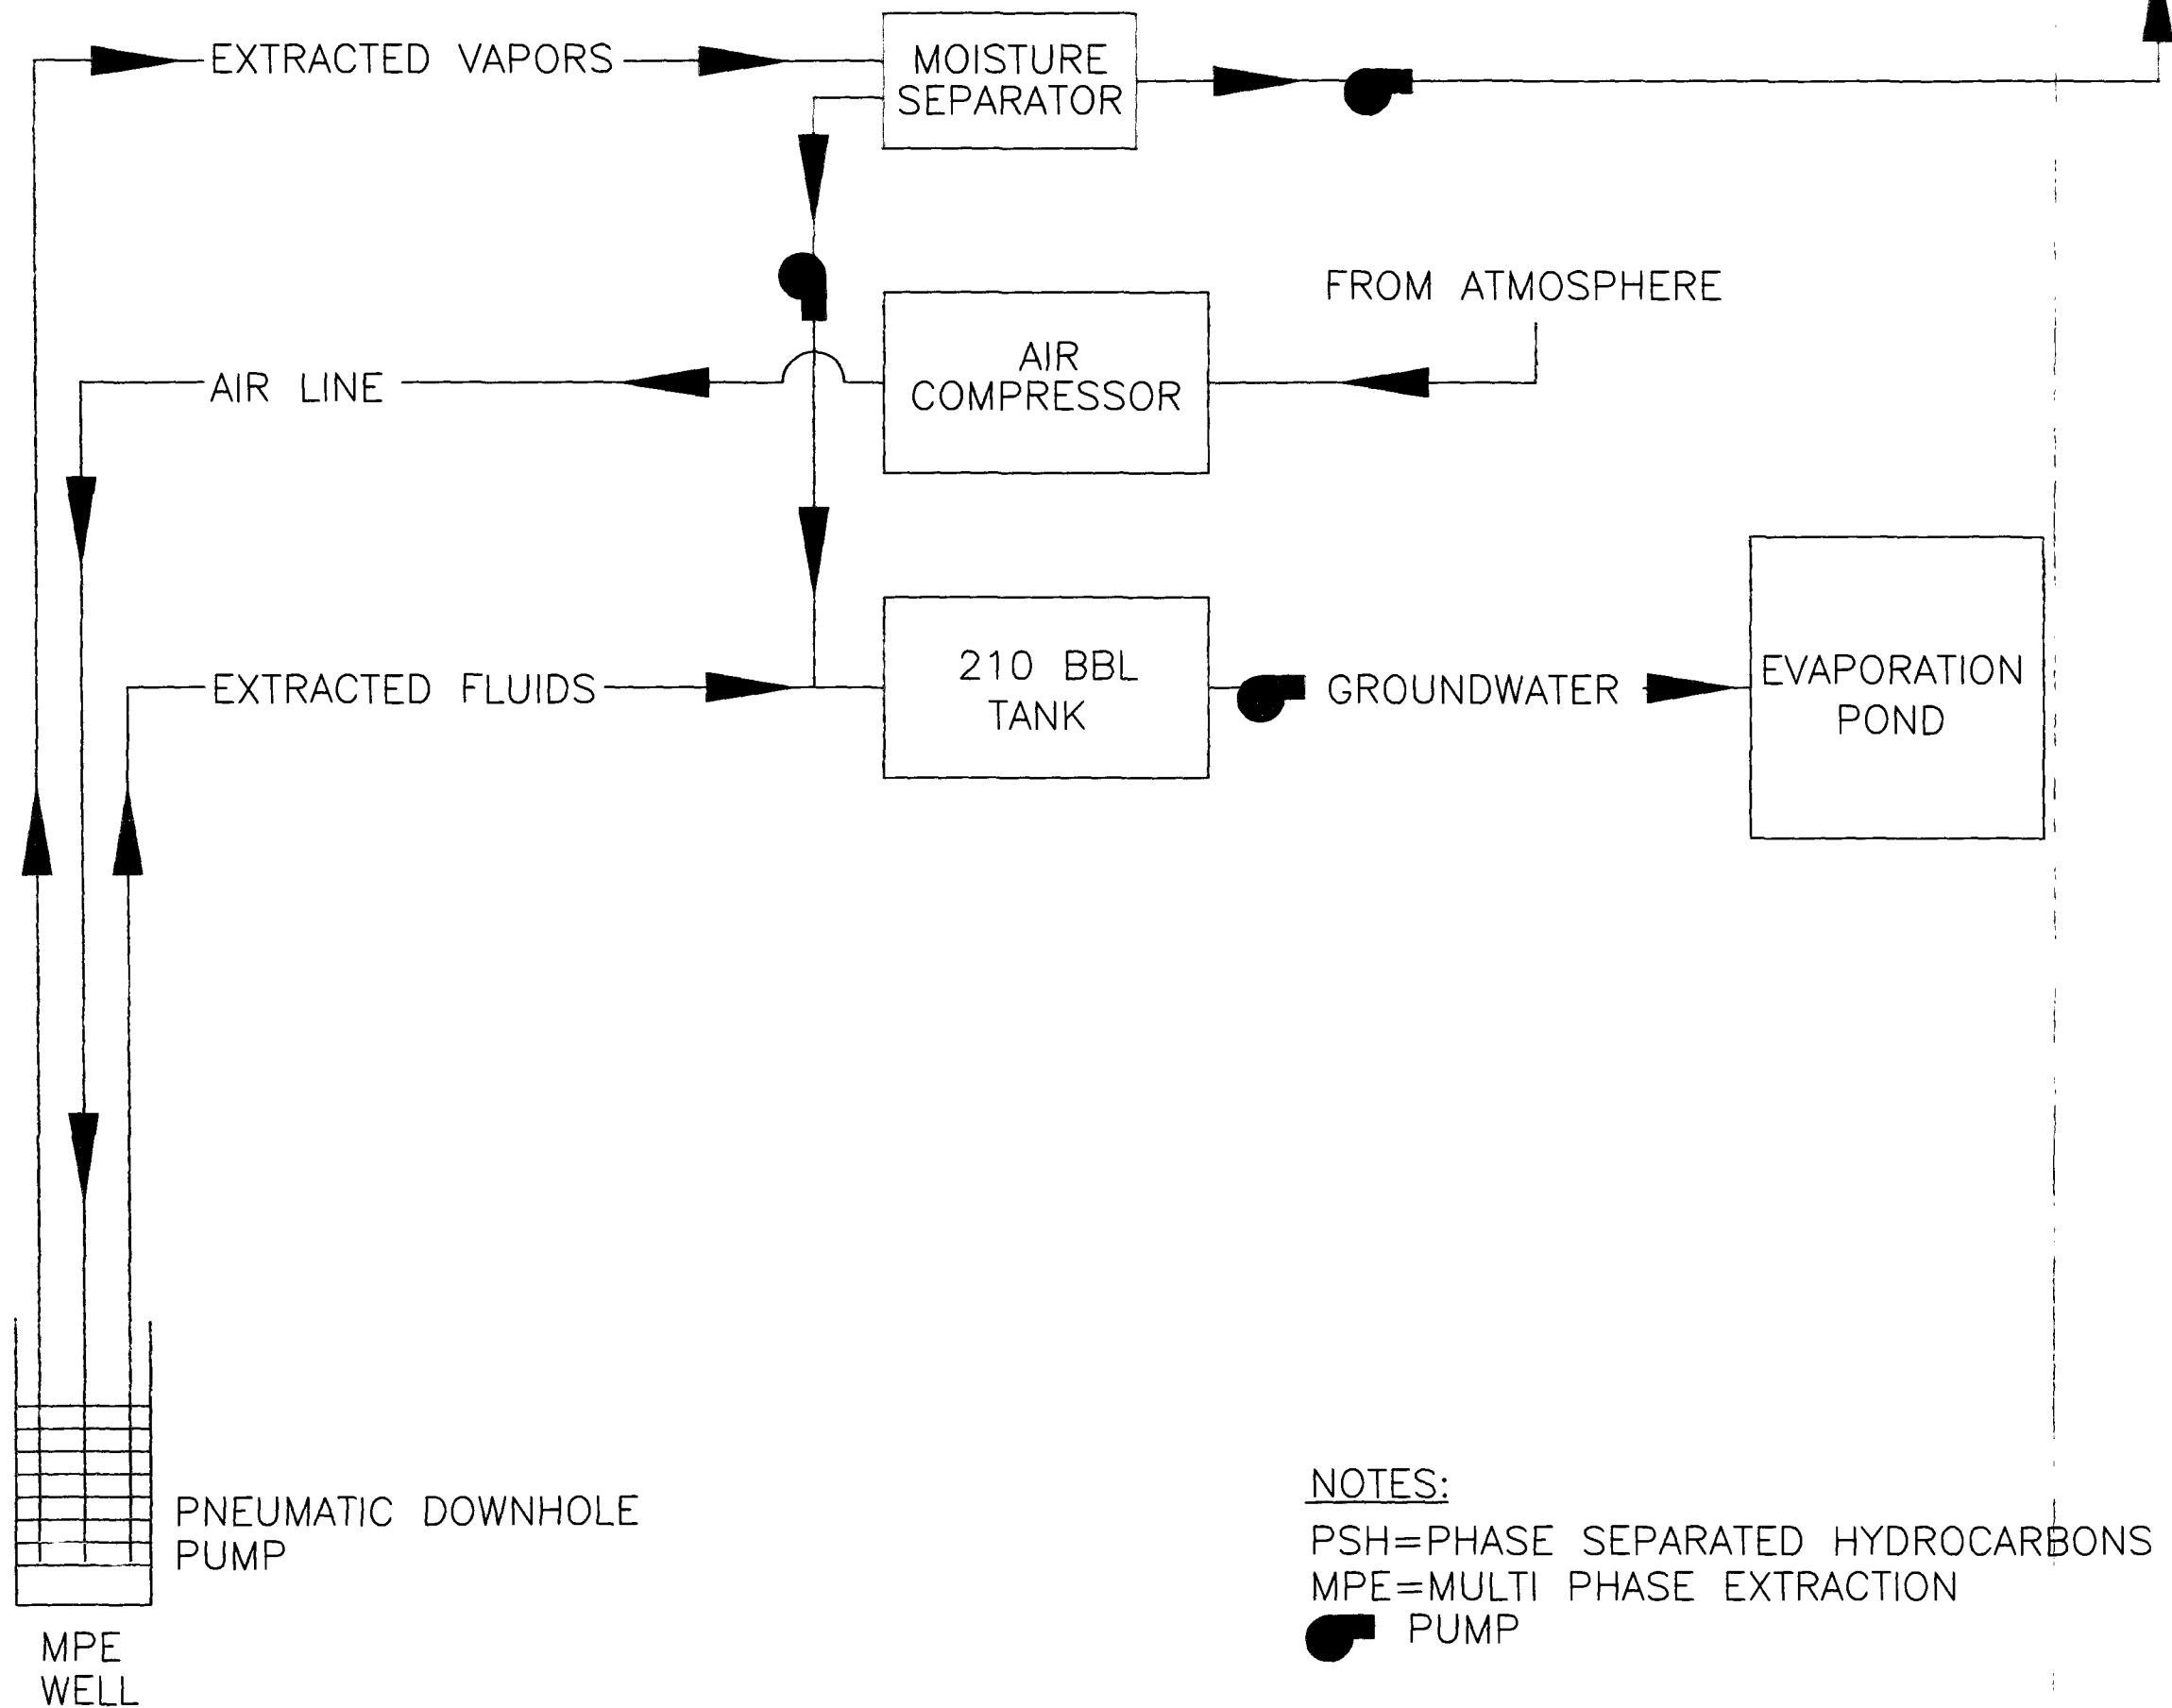 EXTRACTED VAPORS
MOISTURE
SEPARATOR
FROM ATMOSPHERE
AIR
COMPRESSOR
AIR LINE
EXTRACTED FLUIDS
210 BBL
TANK
GROUNDWATER
EVAPORATION
POND
PNEUMATIC DOWNHOLE
PUMP
MPE
WELL
NOTES:
PSH=PHASE SEPARATED HYDROCARBONS
MPE=MULTI PHASE EXTRACTION
PUMP